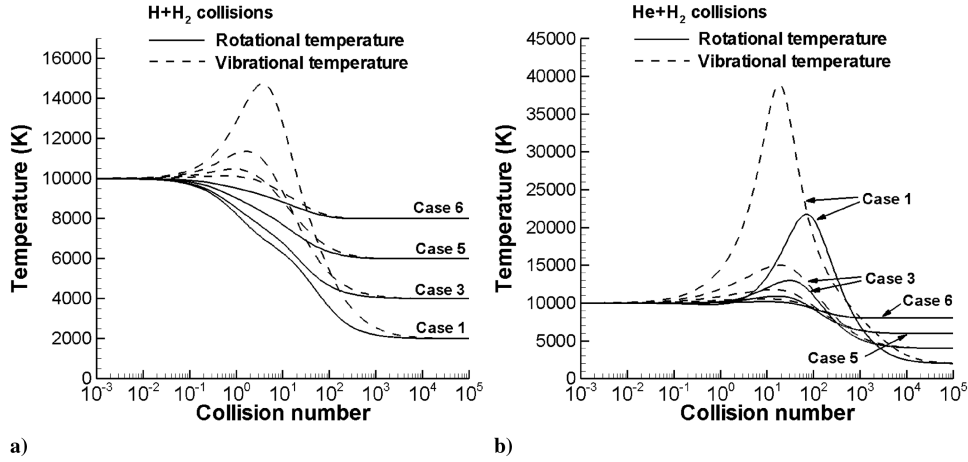 H+H2 collisions
Rotational temperature
Vibrational temperature
16000
14000
12000
10000
8000
6000
4000
2000
0
Temperature (K)
Case 6
Case 5
Case 3
Case 1
10-3 10-2 10-1 100 101 102 103 104 105
Collision number
a)
He+H2 collisions
Rotational temperature
Vibrational temperature
45000
40000
35000
30000
25000
20000
15000
10000
5000
0
Temperature (K)
Case 1
Case 3
Case 6
Case 5
10-3 10-2 10-1 100 101 102 103 104 105
Collision number
b)